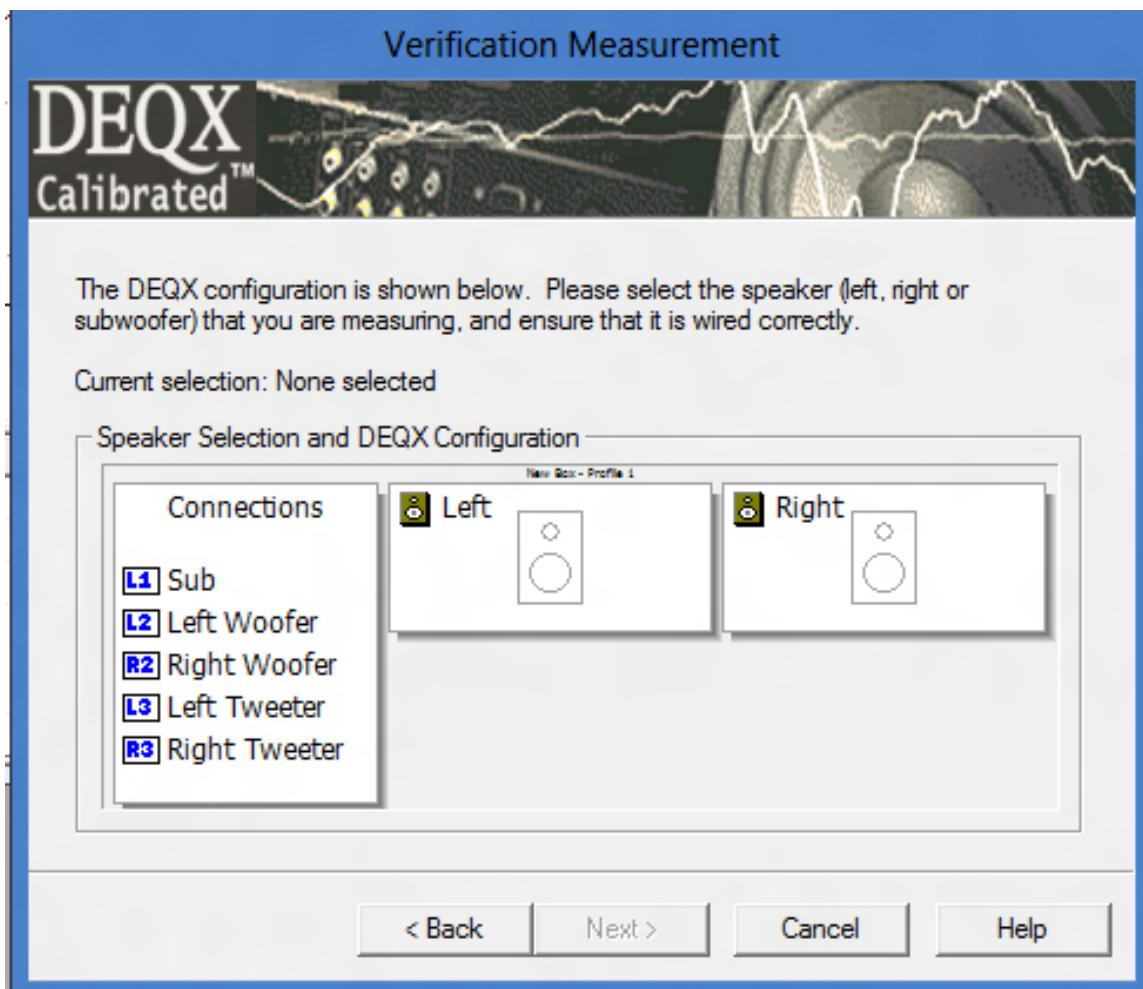 Verification Measurement
DEQX
Calibrated™
The DEQX configuration is shown below. Please select the speaker (left, right or
subwoofer) that you are measuring, and ensure that it is wired correctly.
Current selection: None selected
Speaker Selection and DEQX Configuration
New Box - Profile 1
Connections
L1 Sub
L2 Left Woofer
R2 Right Woofer
L3 Left Tweeter
R3 Right Tweeter
Left
Right
< Back
Next >
Cancel
Help